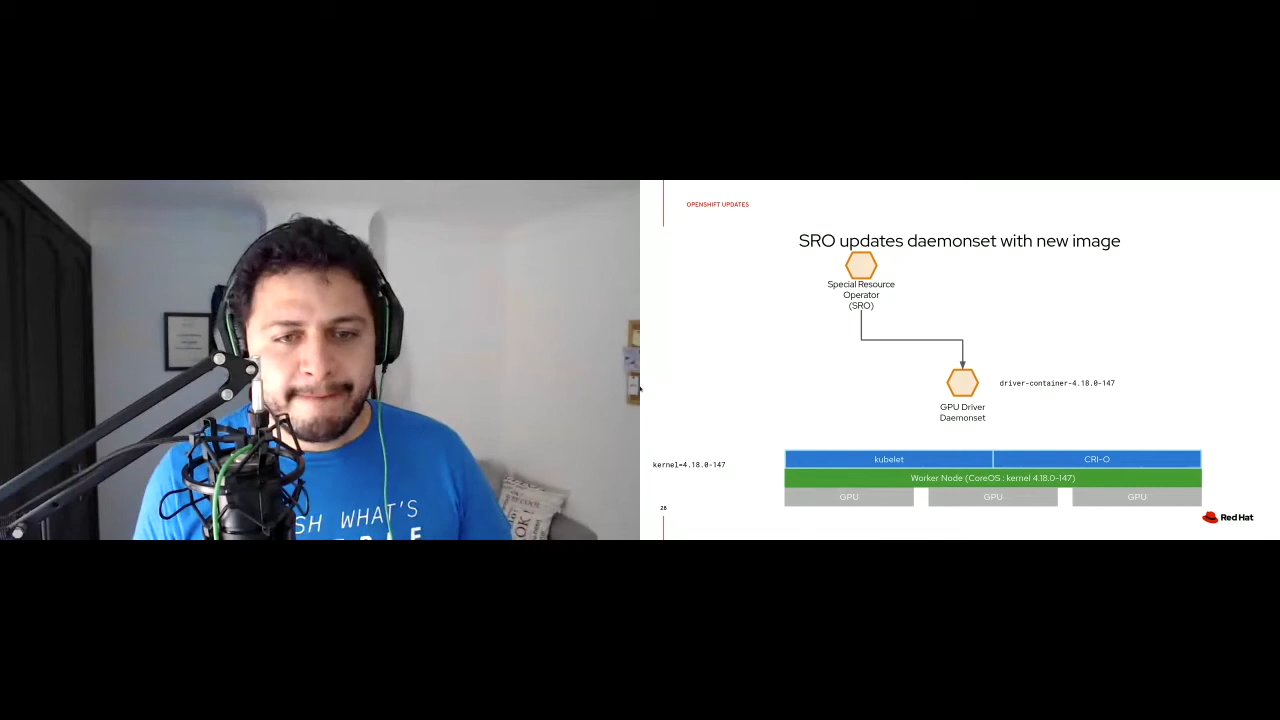 SH WHAT'S
OPENSHIFT UPDATES
SRO updates daemonset with new image
Special Resource
Operator
(SRO)
driver-container-4.18.0-147
GPU Driver
Daemonset
kernel=4.18.0-147
kubelet
CRI-O
Worker Node (CoreOS : kernel 4.18.0-147)
GPU
GPU
GPU
28
Red Hat